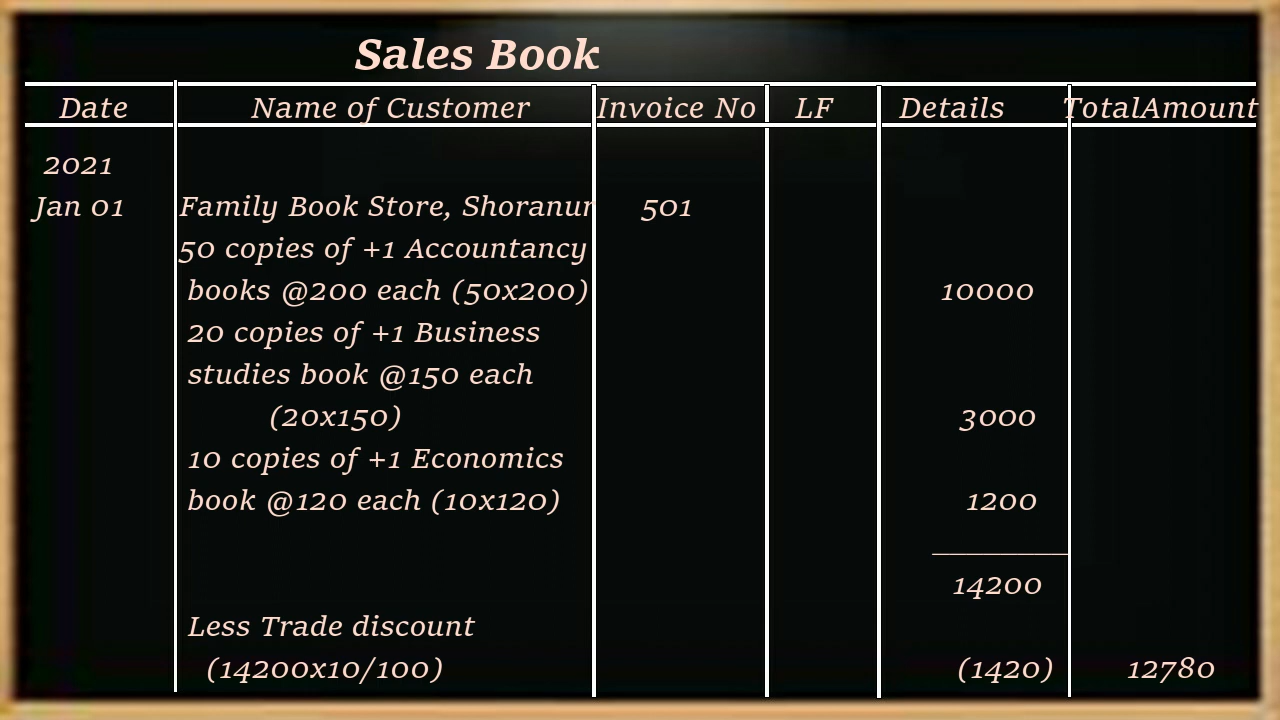 Sales Book
Date Name of Customer Invoice No LF Details TotalAmount
2021
Jan 01 Family Book Store, Shoranur 501
50 copies of +1 Accountancy
books @200 each (50x200) 10000
20 copies of +1 Business
studies book @150 each
(20x150) 3000
10 copies of +1 Economics
book @120 each (10x120) 1200
14200
Less Trade discount
(14200x10/100) (1420) 12780